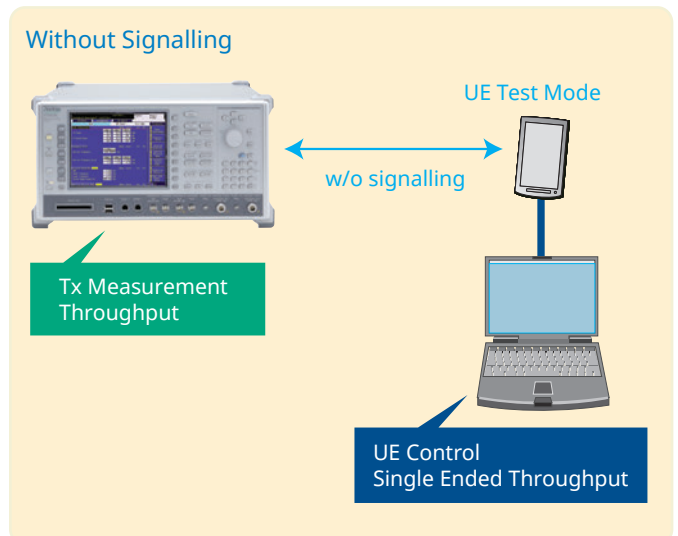 Without Signalling
UE Test Mode
w/o signalling
Tx Measurement
Throughput
UE Control
Single Ended Throughput